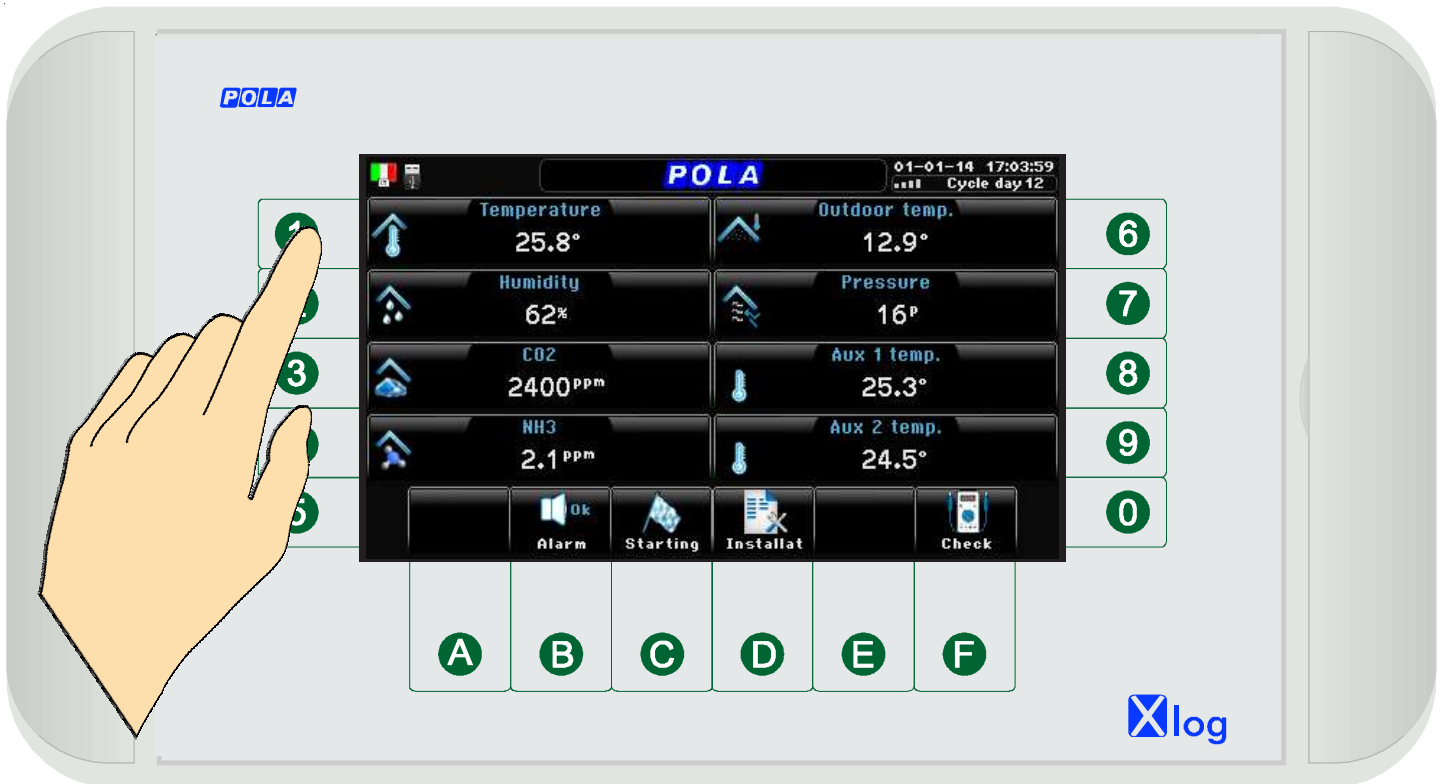 POLA
POLA
01-01-14 17:03:59
Cycle day 12
Temperature
25.8°
Outdoor temp.
12.9°
Humidity
62%
Pressure
16P
CO2
2400PPm
Aux 1 temp.
25.3°
NH3
2.1PPm
Aux 2 temp.
24.5°
Ok
Alarm
Starting
Installat
Check
3
6
7
8
9
0
A
B
C
D
E
F
Xlog